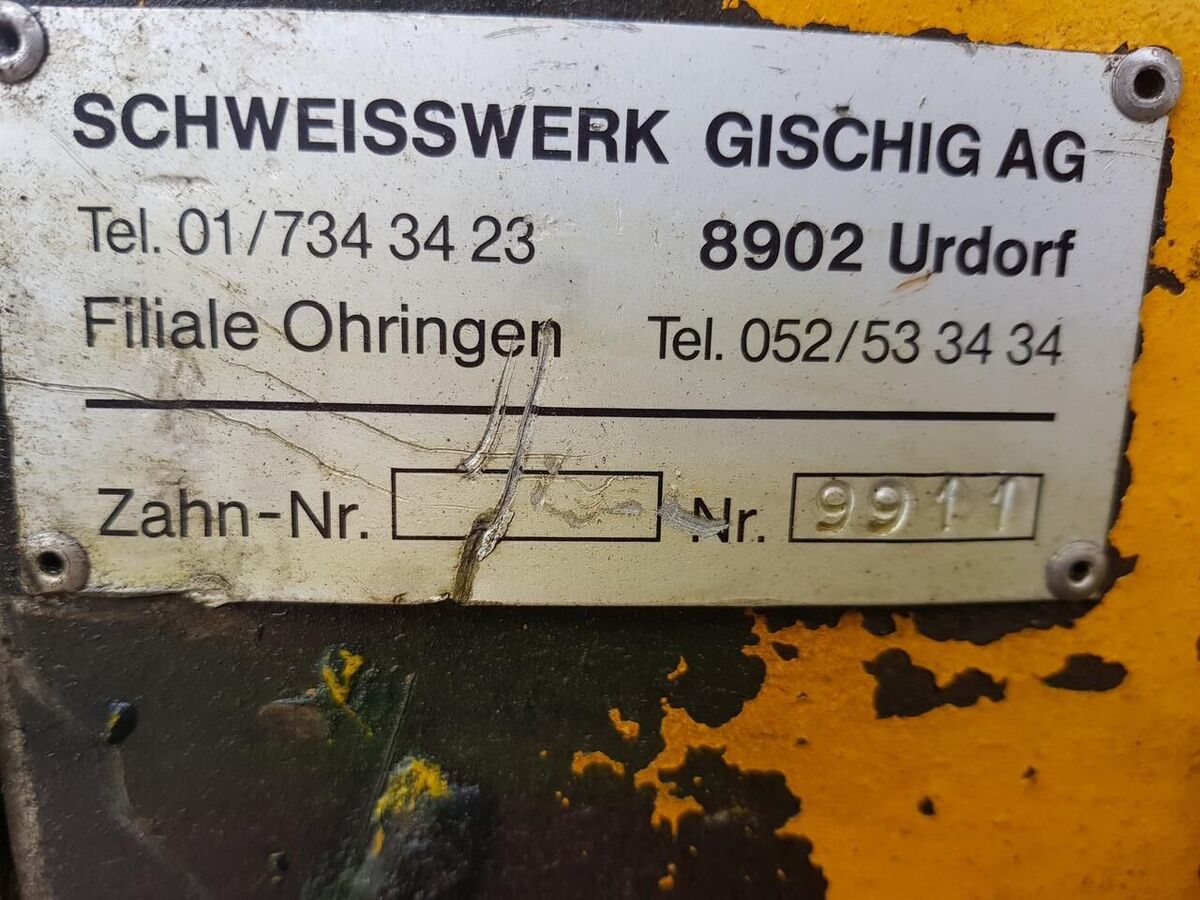 SCHWEISSWERK GISCHIG AG
Tel. 01/734 34 23 8902 Urdorf
Filiale Ohringen Tel. 052/53 34 34
Zahn-Nr. Nr. 9911